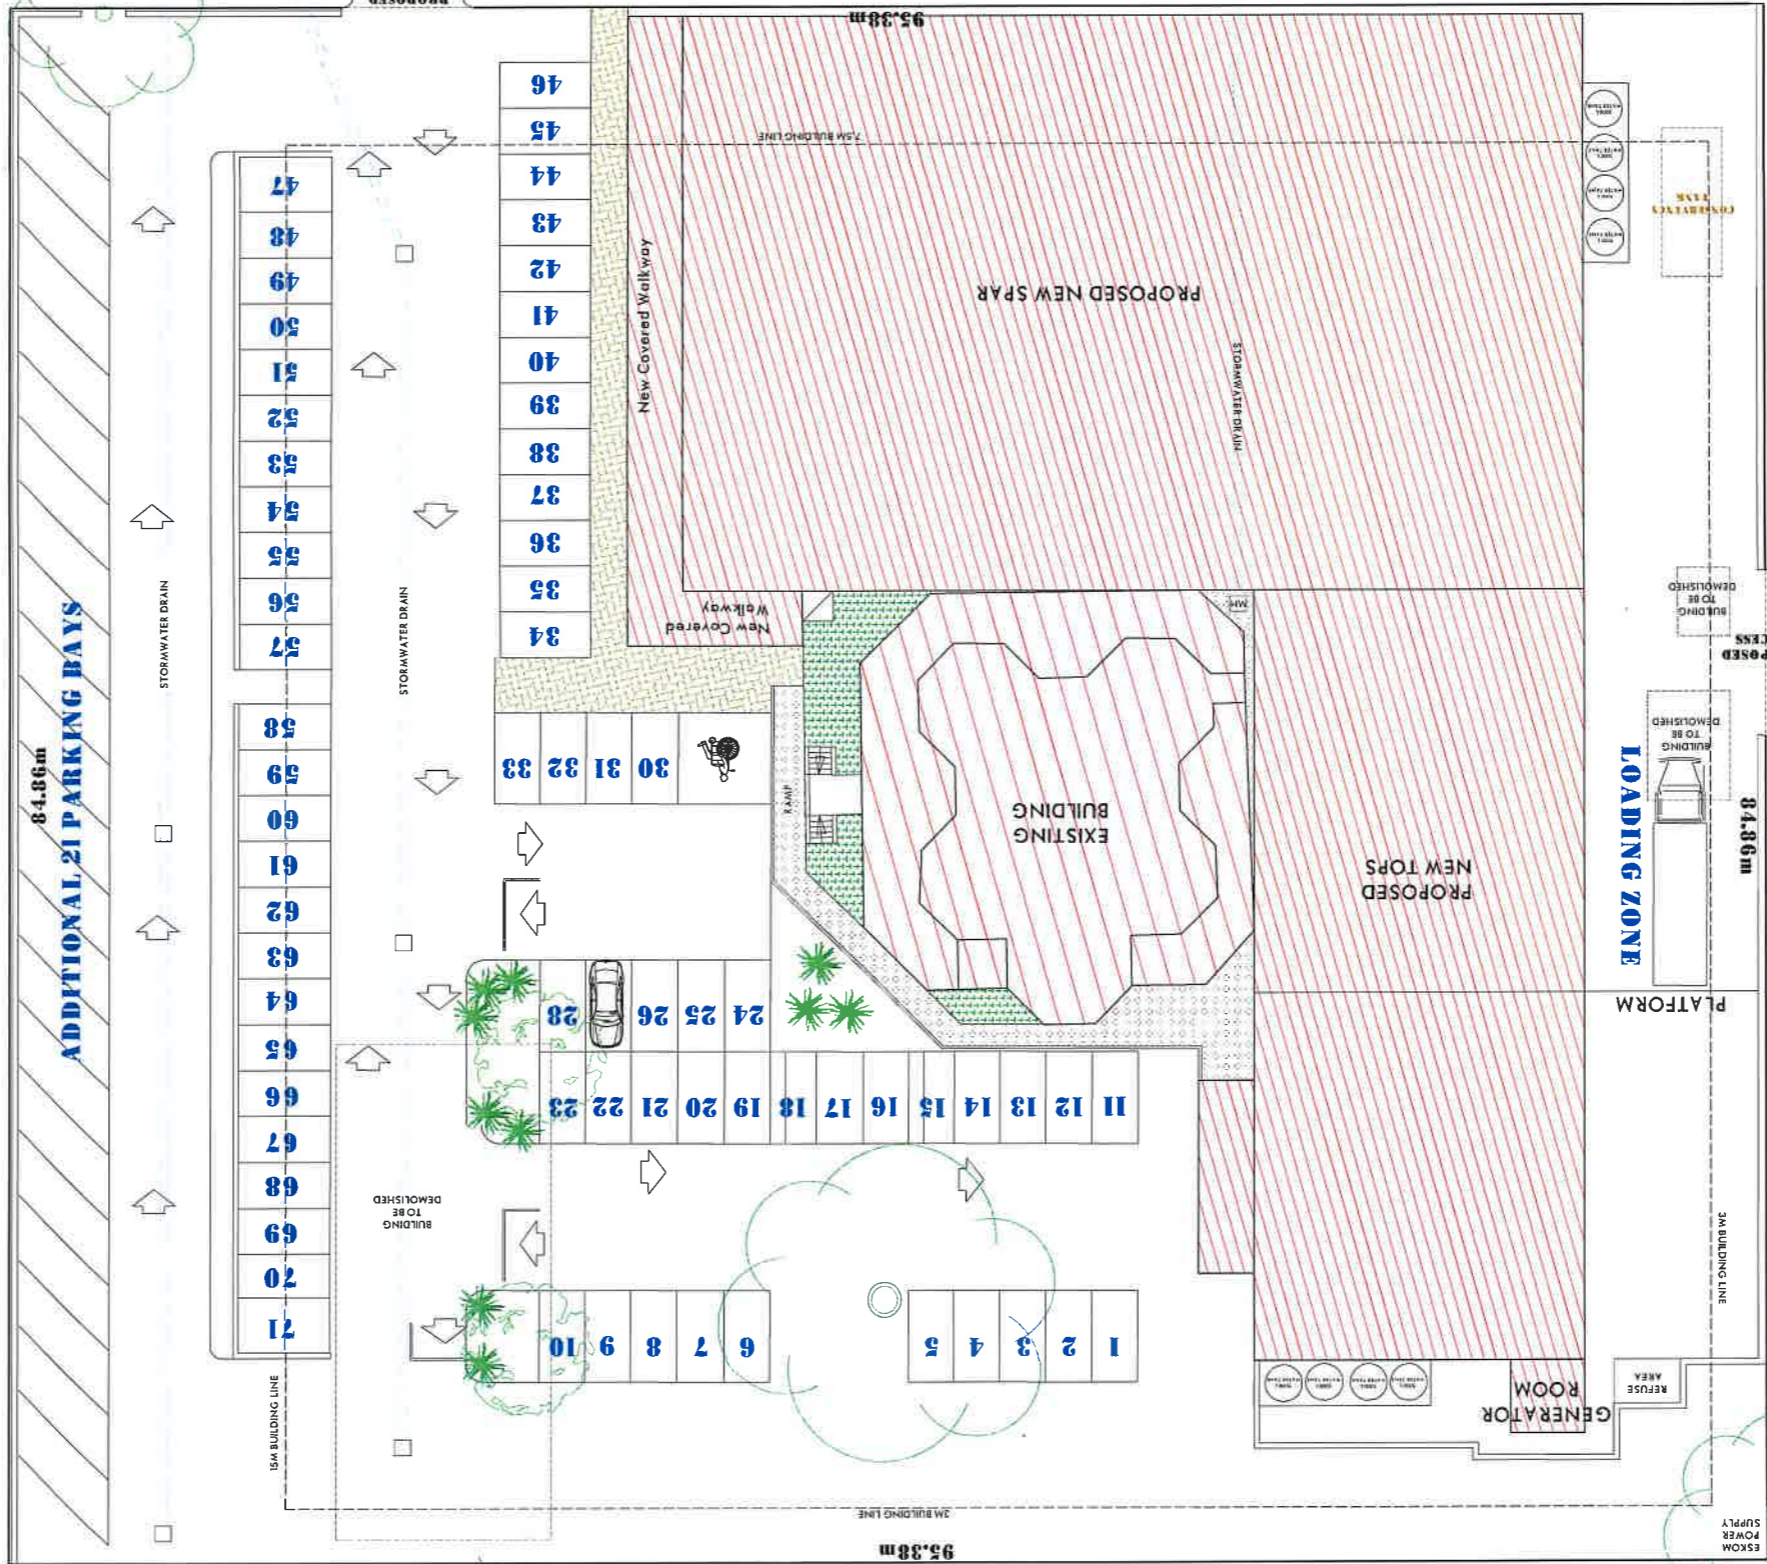 ESKOM
POWER
SUPPLY
95.38m
3M BUILDING LINE
15M BUILDING LINE
GENERATOR
ROOM
REFUSE
AREA
1
2
3
4
5
6
7
8
9
10
71
70
69
68
67
66
65
64
63
62
61
60
59
58
BUILDING
TO BE
DEMOLISHED
3M BUILDING LINE
11
12
13
14
15
16
17
18
19
20
21
22
23
24
25
26
28
PLATFORM
LOADING ZONE
84.86m
PROPOSED
NEW TOPS
EXISTING
BUILDING
RAMP
30
31
32
33
BUILDING
TO BE
DEMOLISHED
BUILDING
TO BE
DEMOLISHED
MH
New Covered
Walkway
34
35
36
37
38
39
40
41
42
43
44
45
46
57
56
55
54
53
52
51
50
49
48
47
STORMWATER DRAIN
STORMWATER DRAIN
ADDITIONAL 21 PARKING BAYS
84.86m
New Covered Walkway
STORMWATER DRAIN
PROPOSED NEW SPAR
CONSERVENCY
TANK
7,5M BUILDING LINE
95.38m
PROPOSED